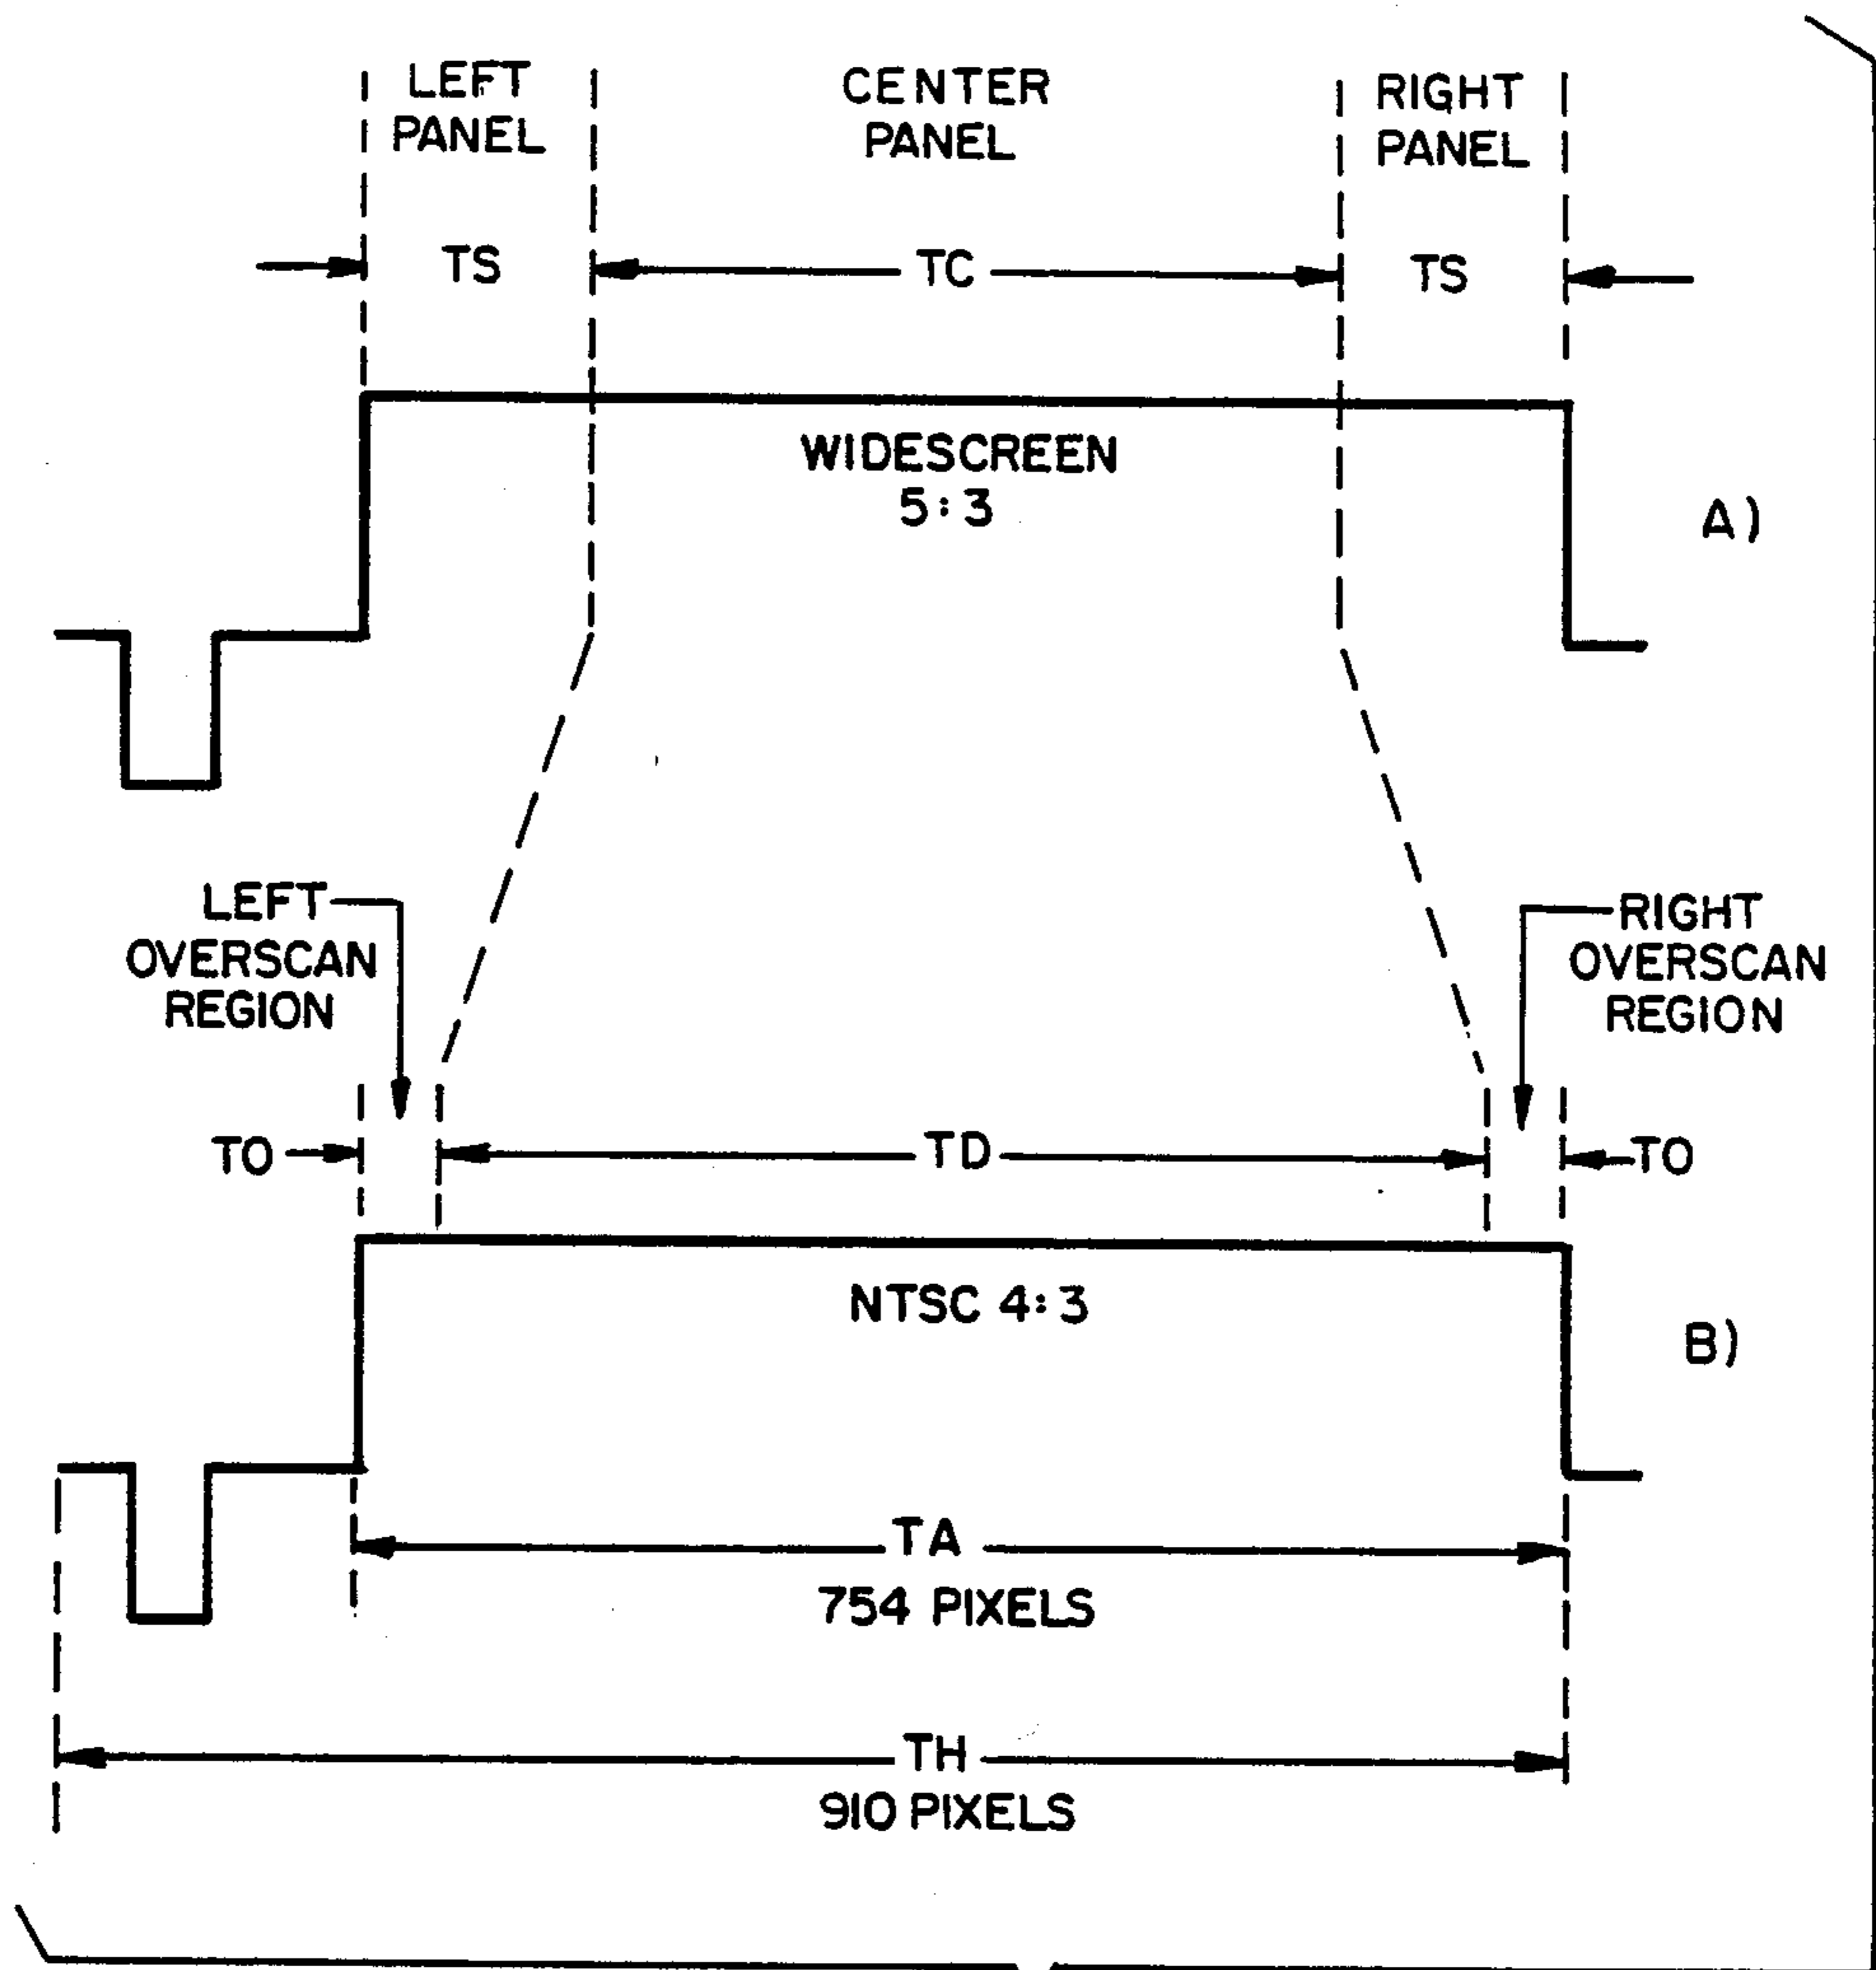 LEFT
PANEL
CENTER
PANEL
RIGHT
PANEL
TS
TC
TS
WIDESCREEN
5:3
A)
LEFT
OVERSCAN
REGION
RIGHT
OVERSCAN
REGION
TO
TD
TO
NTSC 4:3
B)
TA
754 PIXELS
TH
910 PIXELS